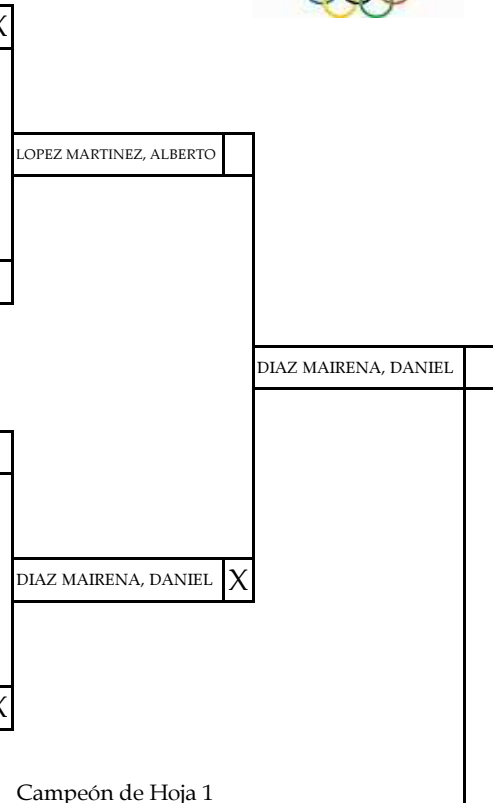 X
LOPEZ MARTINEZ, ALBERTO
DIAZ MAIRENA, DANIEL
DIAZ MAIRENA, DANIEL X
X
Campeón de Hoja 1